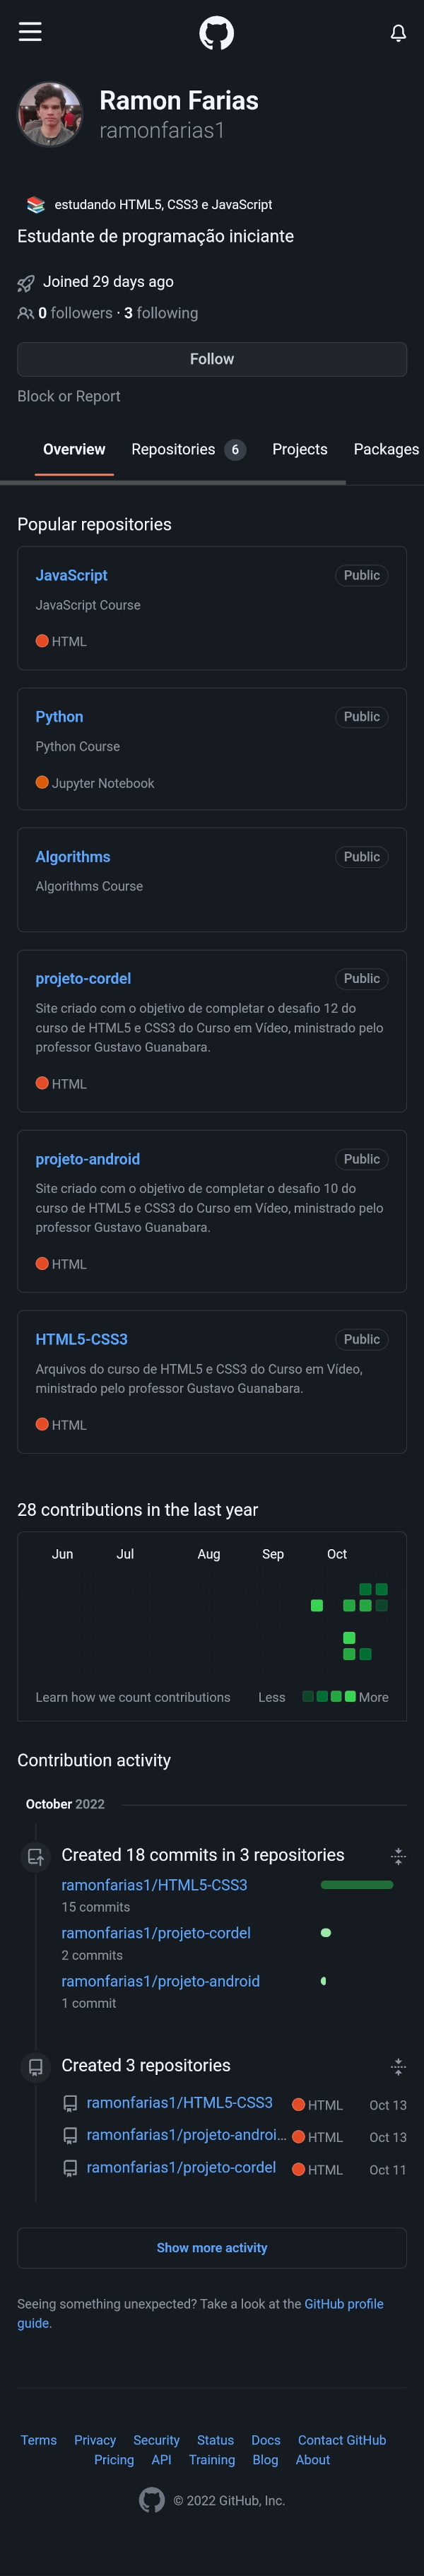 Ramon Farias
ramonfarias1
estudando HTML5, CSS3 e JavaScript
Estudante de programação iniciante
Joined 29 days ago
0 followers · 3 following
Follow
Block or Report
Overview Repositories 6 Projects Packages
Popular repositories
JavaScript Public
JavaScript Course
HTML
Python Public
Python Course
Jupyter Notebook
Algorithms Public
Algorithms Course
projeto-cordel Public
Site criado com o objetivo de completar o desafio 12 do
curso de HTML5 e CSS3 do Curso em Vídeo, ministrado pelo
professor Gustavo Guanabara.
HTML
projeto-android Public
Site criado com o objetivo de completar o desafio 10 do
curso de HTML5 e CSS3 do Curso em Vídeo, ministrado pelo
professor Gustavo Guanabara.
HTML
HTML5-CSS3 Public
Arquivos do curso de HTML5 e CSS3 do Curso em Vídeo,
ministrado pelo professor Gustavo Guanabara.
HTML
28 contributions in the last year
Jun Jul Aug Sep Oct
Learn how we count contributions Less More
Contribution activity
October 2022
Created 18 commits in 3 repositories
ramonfarias1/HTML5-CSS3
15 commits
ramonfarias1/projeto-cordel
2 commits
ramonfarias1/projeto-android
1 commit
Created 3 repositories
ramonfarias1/HTML5-CSS3 HTML Oct 13
ramonfarias1/projeto-androi... HTML Oct 13
ramonfarias1/projeto-cordel HTML Oct 11
Show more activity
Seeing something unexpected? Take a look at the GitHub profile
guide.
Terms Privacy Security Status Docs Contact GitHub
Pricing API Training Blog About
© 2022 GitHub, Inc.